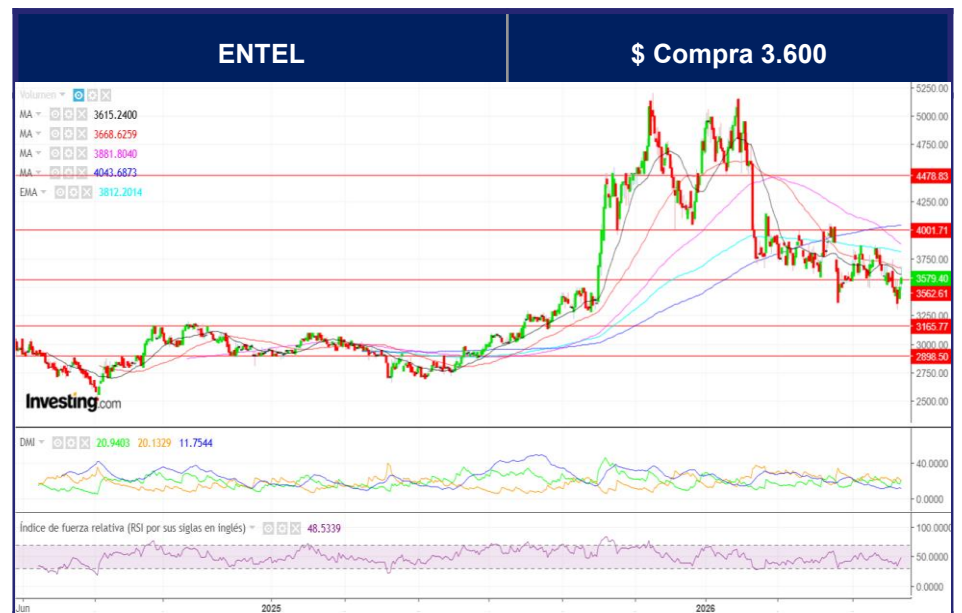 ENTEL
$ Compra 3.600
Volumen
MA 3615.2400
MA 3668.6259
MA 3881.8040
MA 4043.6873
EMA 3812.2014
5250.00
5000.00
4750.00
4478.83
4250.00
4001.71
3750.00
3579.40
3562.61
3250.00
3165.77
3000.00
2898.50
2750.00
2500.00
Investing.com
DMI 20.9403 20.1329 11.7544
40.0000
0.0000
Índice de fuerza relativa (RSI por sus siglas en inglés) 48.5339
100.0000
50.0000
0.0000
Jun 2025 2026